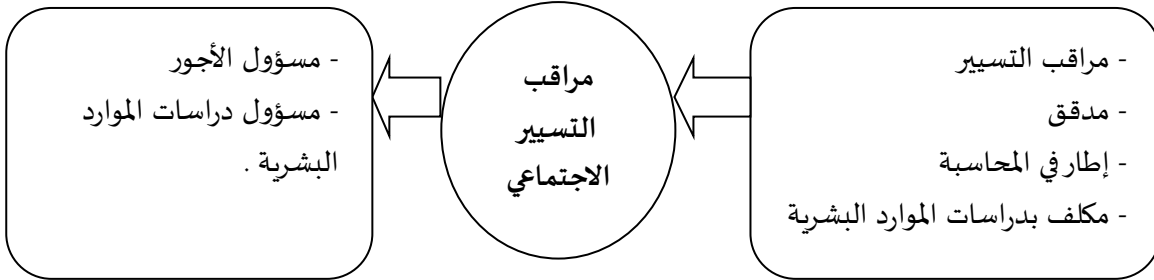 - مراقب التسيير
- مدقق
- إطار في المحاسبة
- مكلف بدراسات الموارد البشرية
مراقب
التسيير
الاجتماعي
- مسؤول الأجور
- مسؤول دراسات الموارد
البشرية .